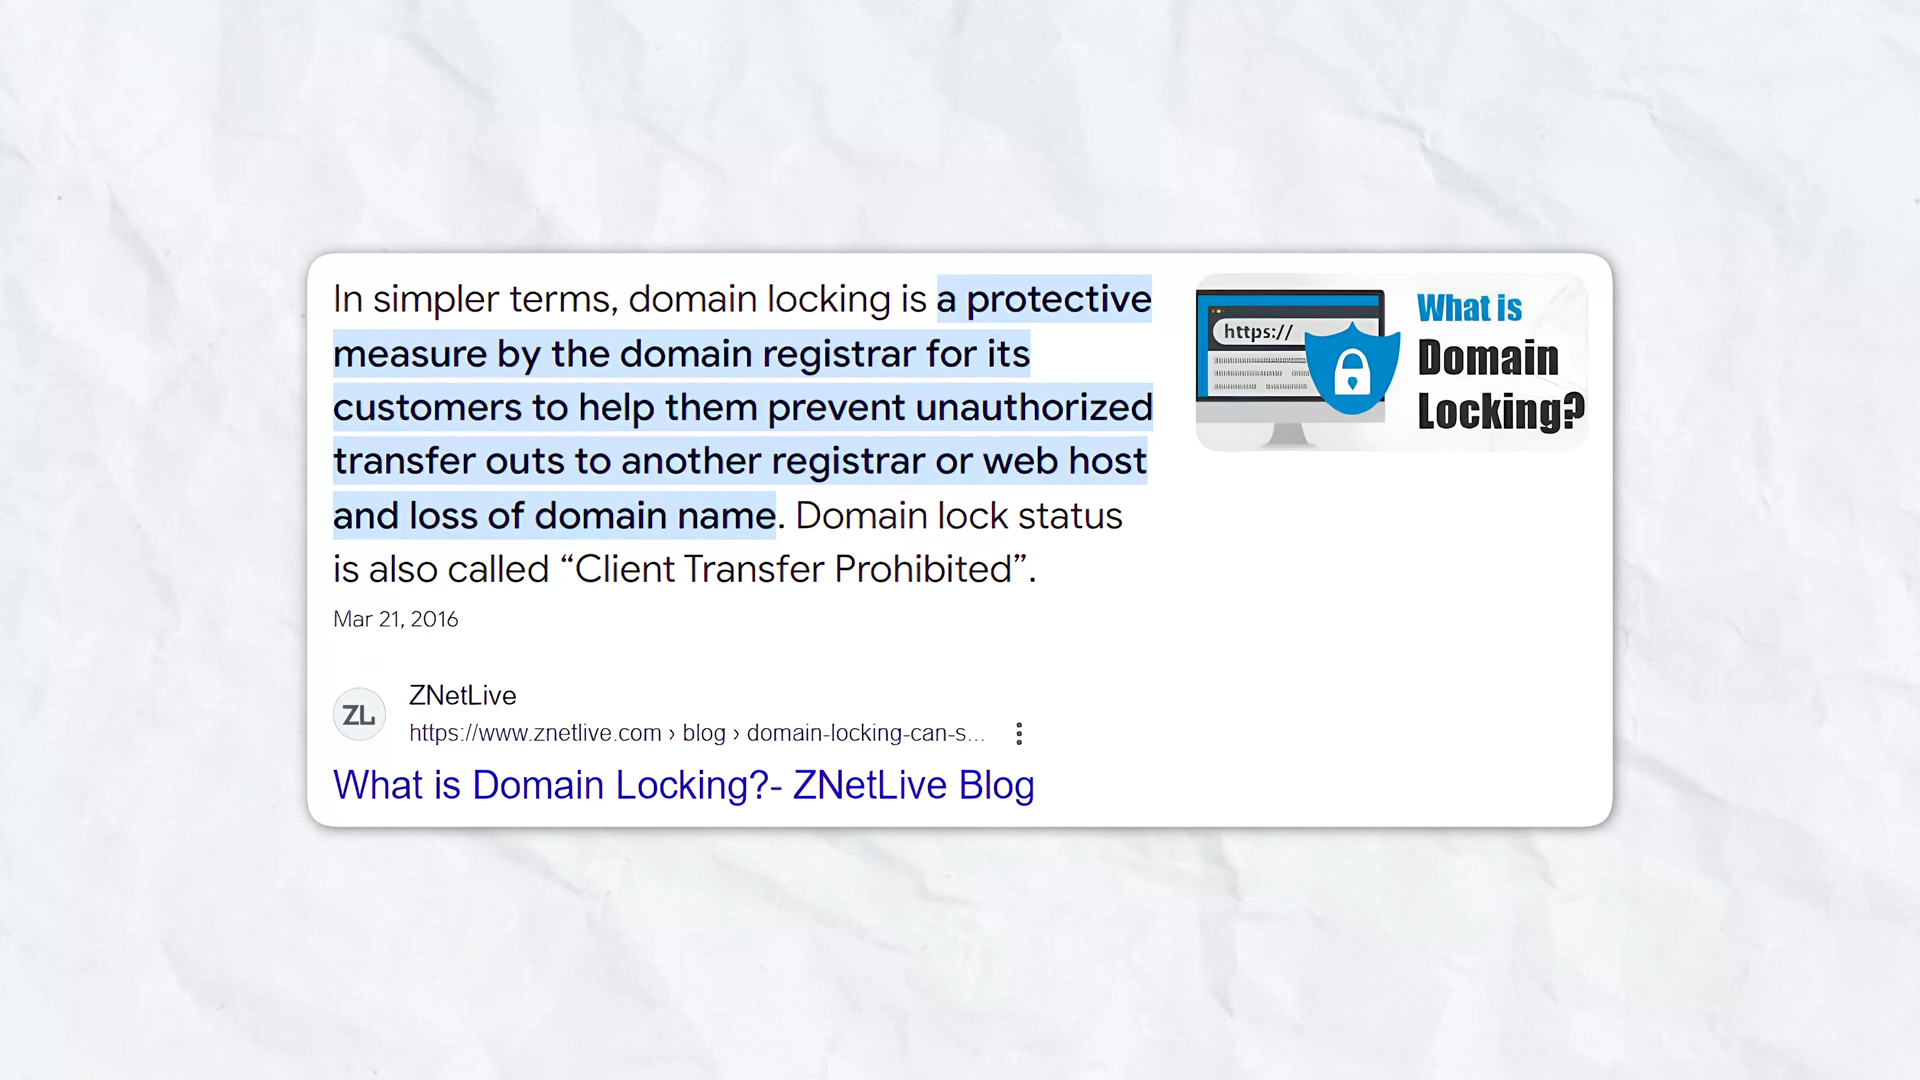 In simpler terms, domain locking is a protective
measure by the domain registrar for its
customers to help them prevent unauthorized
transfer outs to another registrar or web host
and loss of domain name. Domain lock status
is also called “Client Transfer Prohibited”.
Mar 21, 2016
https://
What is
Domain
Locking?
ZL
ZNetLive
https://www.znetlive.com › blog › domain-locking-can-s...
What is Domain Locking?- ZNetLive Blog